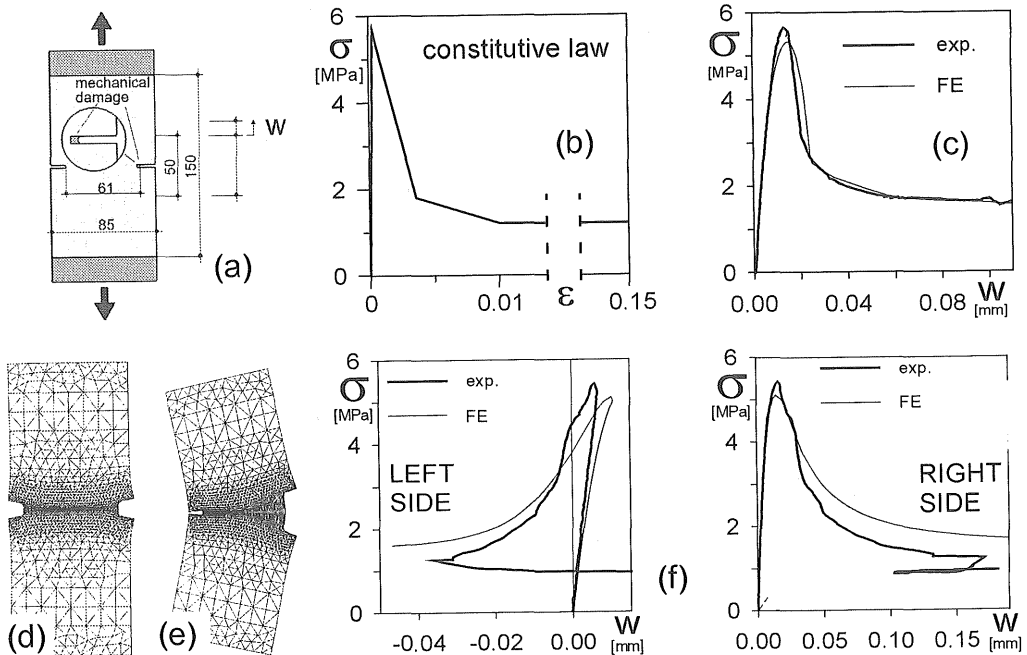 mechanical
damage
W
50
150
61
85
(a)
6
σ
[MPa]
constitutive law
4
(b)
2
0
0
0.01
ε
0.15
6
σ
[MPa]
exp.
FE
4
(c)
2
0
0.00
0.04
0.08
W
[mm]
(d)
(e)
6
σ
[MPa]
exp.
FE
4
LEFT
SIDE
2
0
-0.04
-0.02
0.00
W
[mm]
(f)
6
σ
[MPa]
exp.
FE
4
RIGHT
SIDE
2
0
0.00
0.05
0.10
0.15
W
[mm]